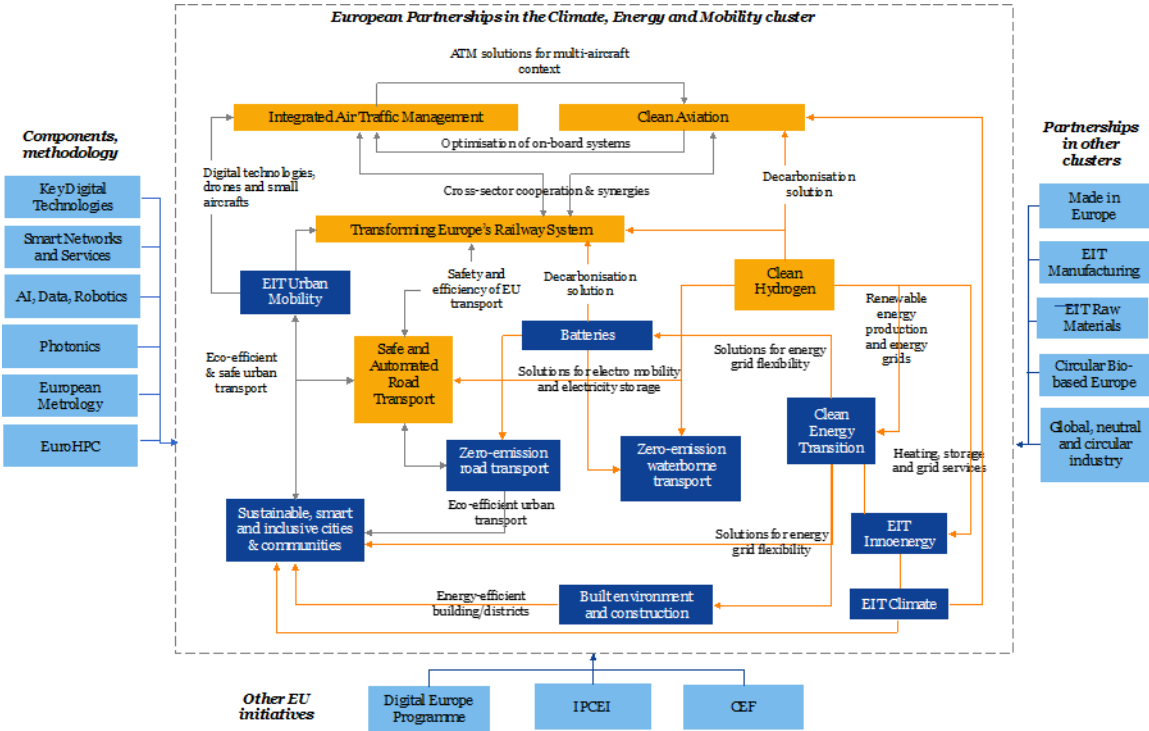 European Partnerships in the Climate, Energy and Mobility cluster
ATM solutions for multi-aircraft
context
Integrated Air Traffic Management
Clean Aviation
Components,
methodology
Partnerships
in other
clusters
Optimisation of on-board systems
Digital technologies,
drones and small
aircrafts
Cross-sector cooperation & synergies
Decarbonisation
solution
Key Digital
Technologies
Made in
Europe
Transforming Europe's Railway System
Smart Networks
and Services
EIT
Manufacturing
EIT Urban
Mobility
Safety and
efficiency of EU
transport
Decarbonisation
solution
Clean
Hydrogen
AI, Data, Robotics
Renewable
energy
production
and energy
grids
EIT Raw
Materials
Batteries
Photonics
Eco-efficient
& safe urban
transport
Safe and
Automated
Road
Transport
Solutions for energy
grid flexibility
Solutions for electro mobility
and electricity storage
Circular Bio-
based Europe
European
Metrology
Clean
Energy
Transition
EuroHPC
Global, neutral
and circular
industry
Zero-emission
road transport
Zero-emission
waterborne
transport
Heating, storage
and grid services
Eco-efficient urban
transport
Sustainable, smart
and inclusive cities
& communities
Solutions for energy
grid flexibility
EIT
Innoenergy
Energy-efficient
building/districts
Built environment
and construction
EIT Climate
Other EU
initiatives
Digital Europe
Programme
IPCEI
CEF